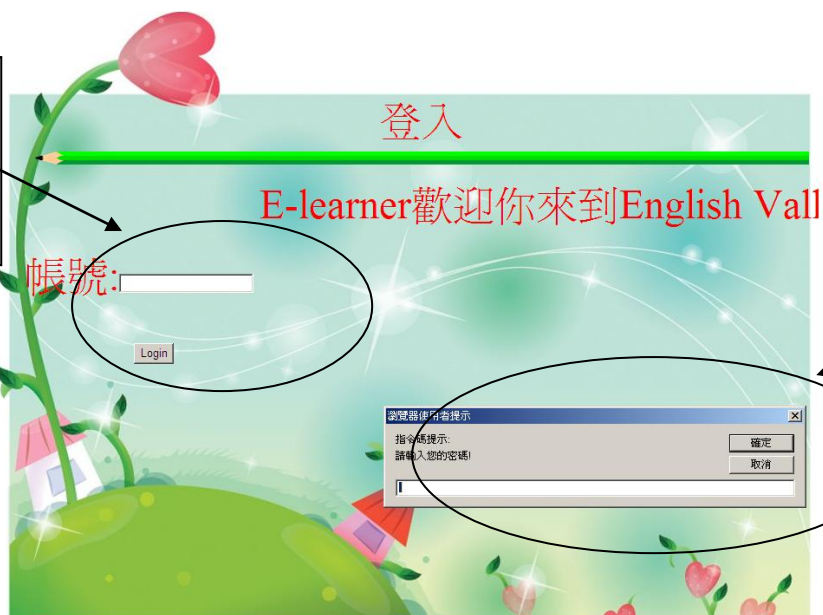 登入
E-learner歡迎你來到English Vall
帳號:
Login
瀏覽器使用者提示
指令碼提示:
請輸入您的密碼!
確定
取消